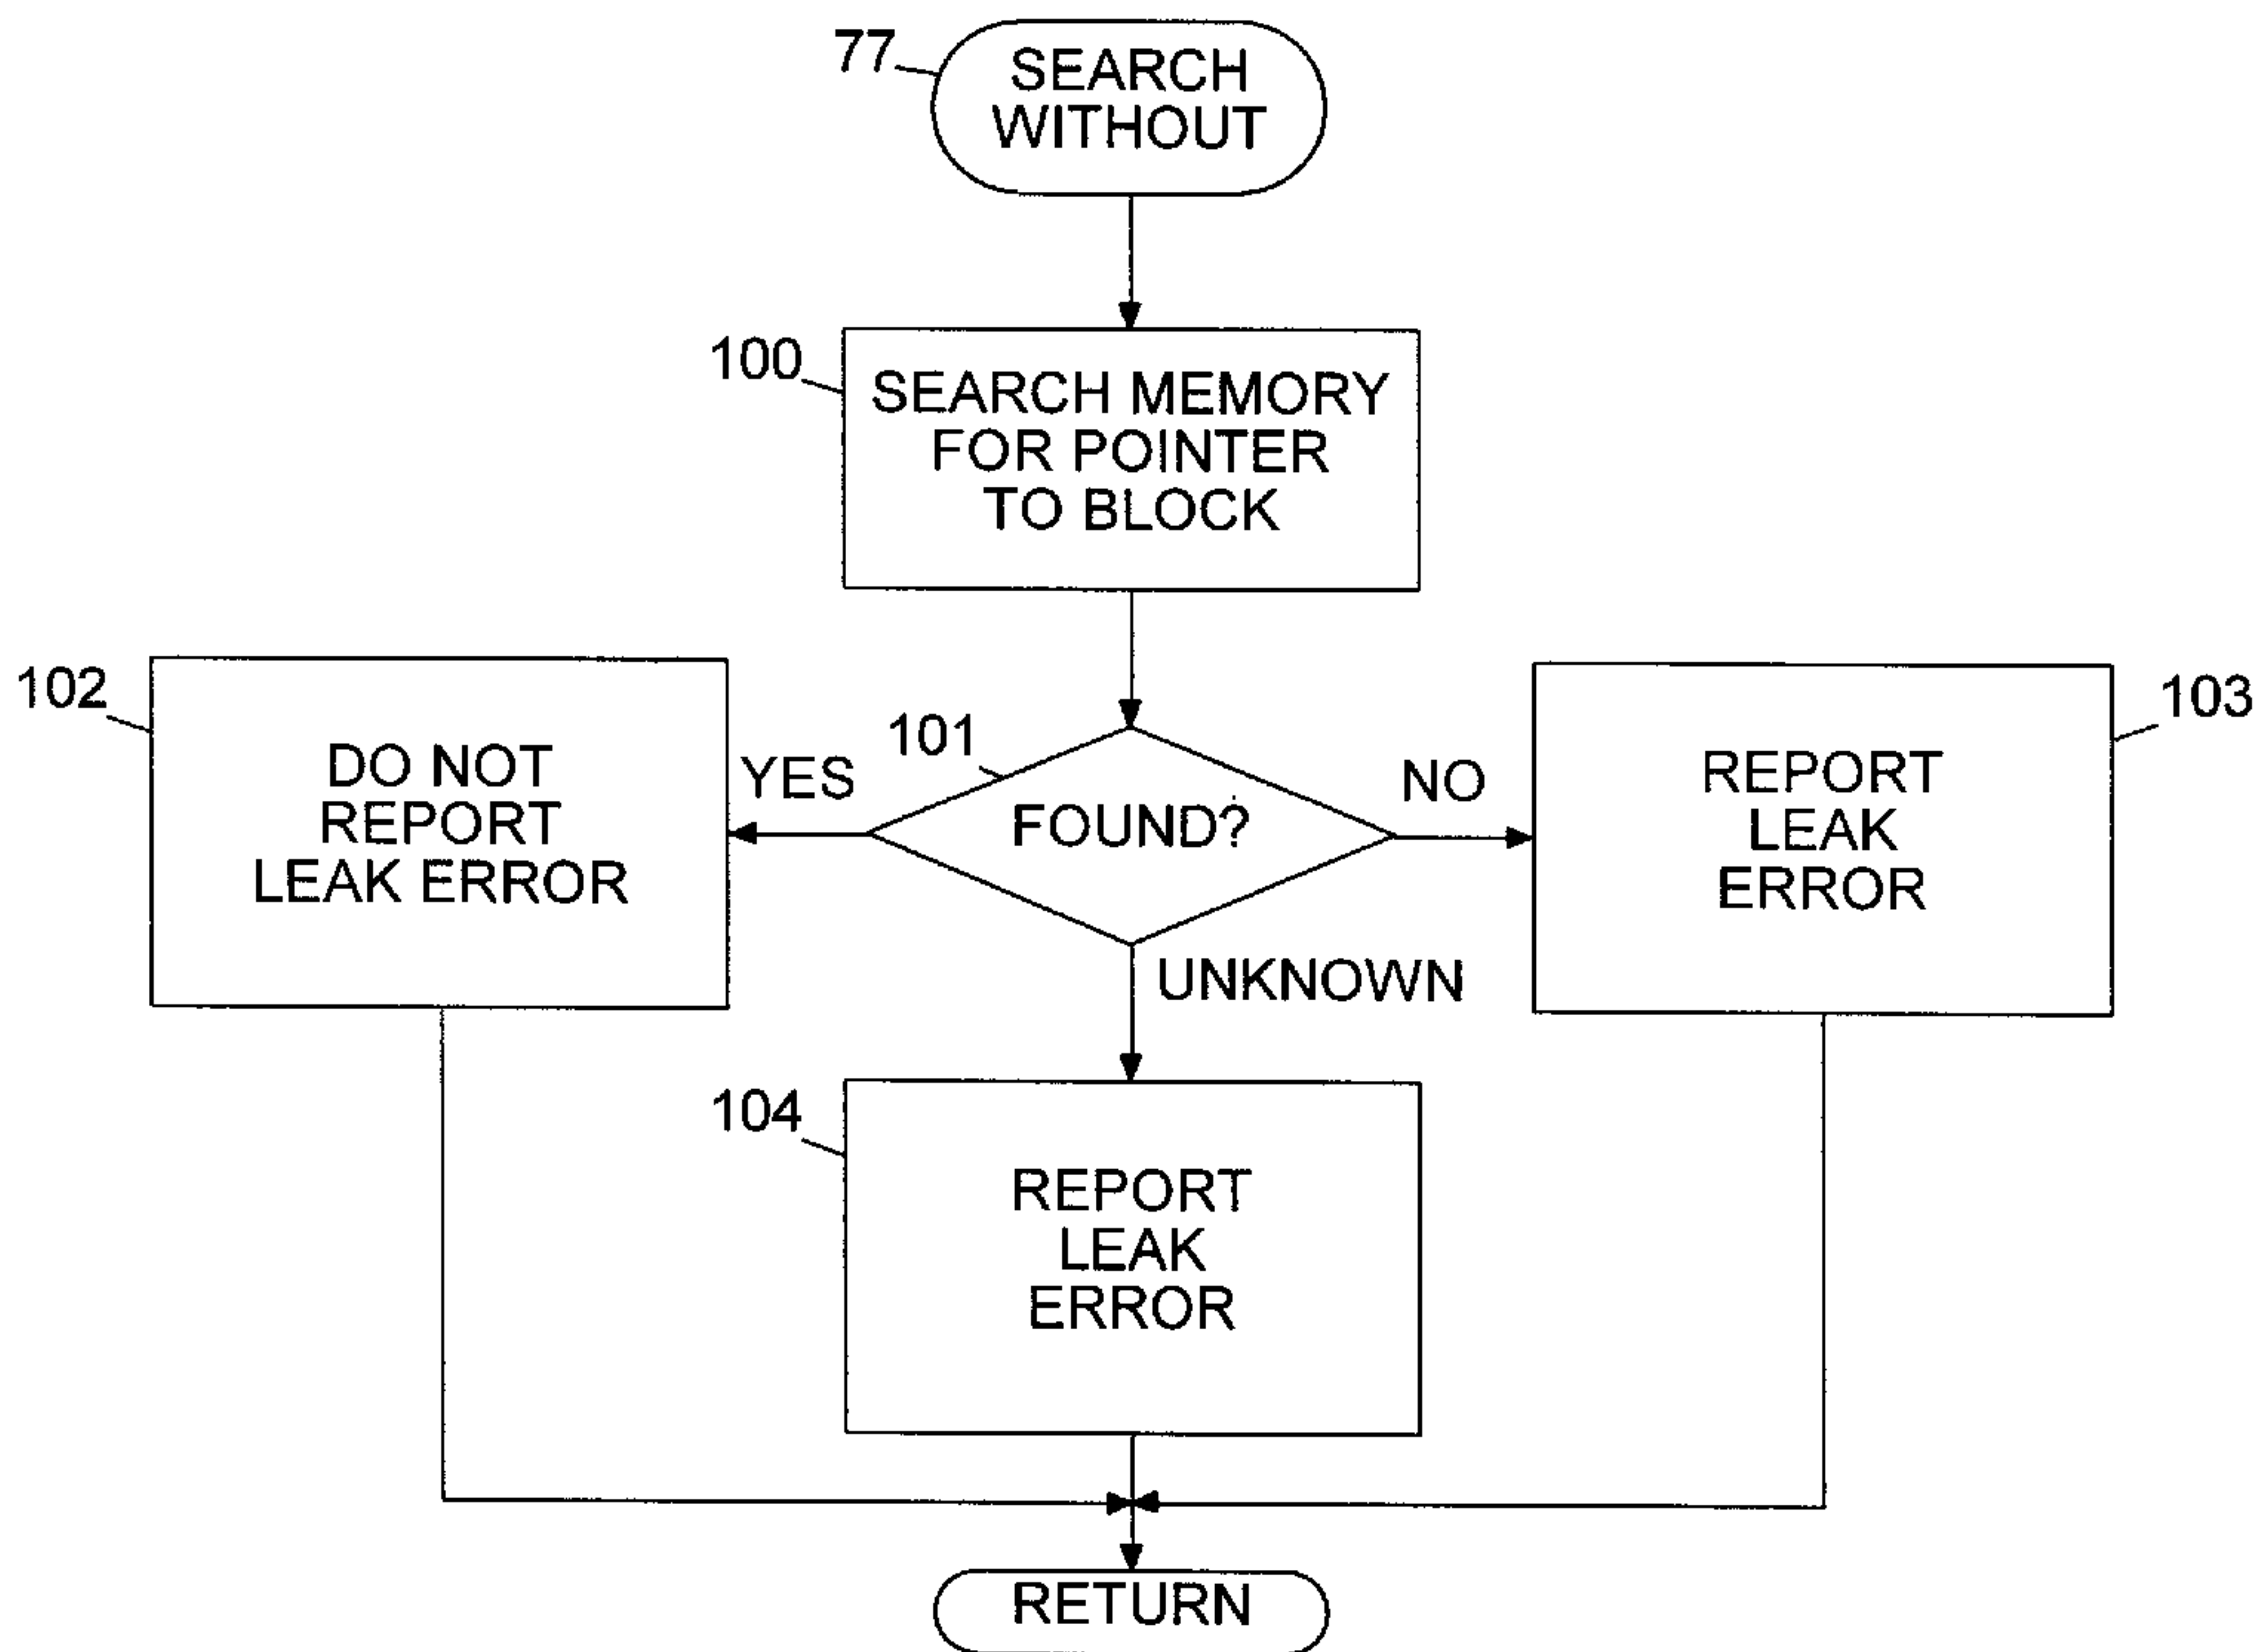 77
SEARCH
WITHOUT
100
SEARCH MEMORY
FOR POINTER
TO BLOCK
102
DO NOT
REPORT
LEAK ERROR
YES
101
FOUND?
NO
103
REPORT
LEAK
ERROR
UNKNOWN
104
REPORT
LEAK
ERROR
RETURN